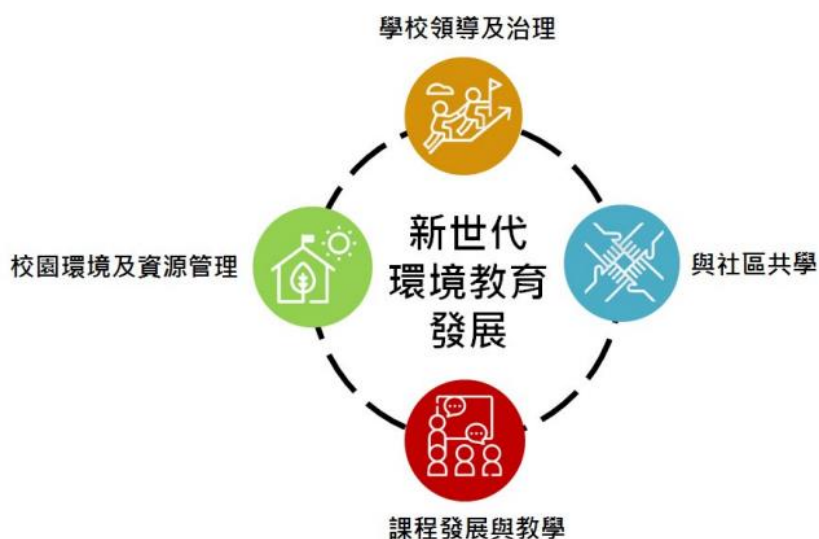 學校領導及治理
校園環境及資源管理
新世代
環境教育
發展
與社區共學
課程發展與教學